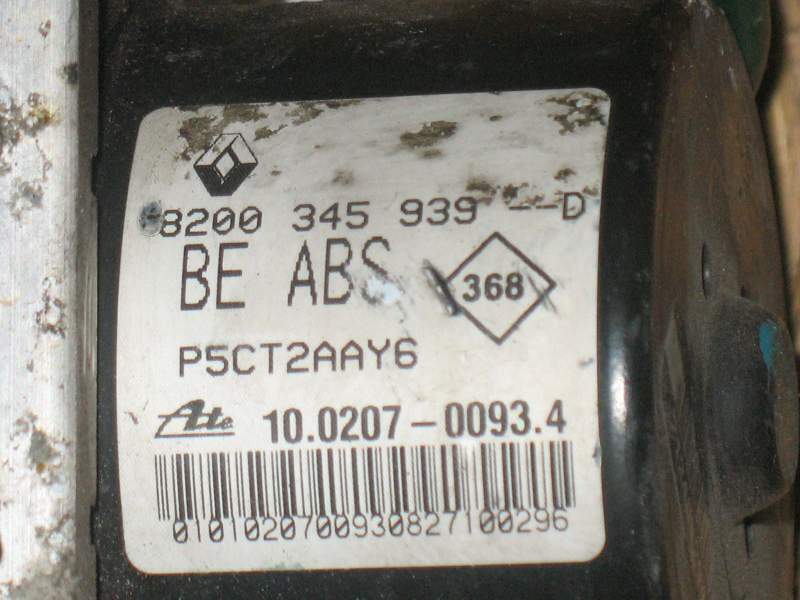 8200 345 939 --D
BE ABS
368
P5CT2AAY6
Ate 10.0207-0093.4
0101020700930827100296